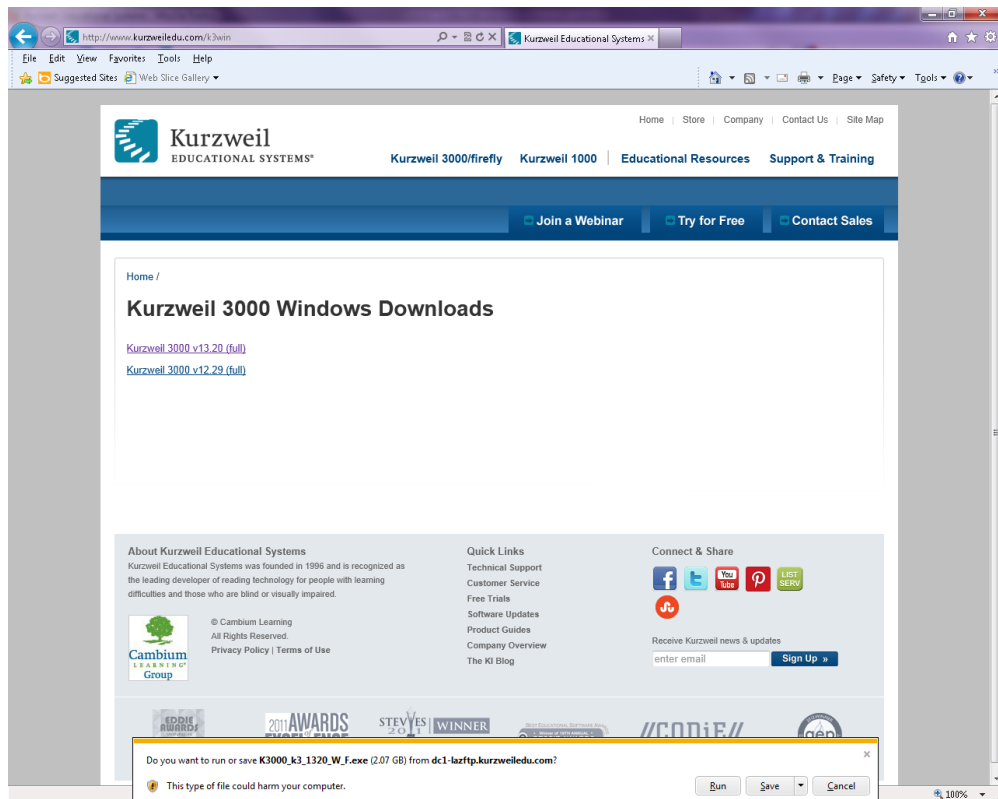 http://www.kurzweiledu.com/k3win
Kurzweil Educational Systems
File Edit View Favorites Tools Help
Suggested Sites Web Slice Gallery
Page Safety Tools
Home | Store | Company | Contact Us | Site Map
Kurzweil
EDUCATIONAL SYSTEMS®
Kurzweil 3000/firefly Kurzweil 1000 Educational Resources Support & Training
Join a Webinar Try for Free Contact Sales
Home /
Kurzweil 3000 Windows Downloads
Kurzweil 3000 v13.20 (full)
Kurzweil 3000 v12.29 (full)
About Kurzweil Educational Systems
Kurzweil Educational Systems was founded in 1996 and is recognized as
the leading developer of reading technology for people with learning
difficulties and those who are blind or visually impaired.
Cambium
LEARNING®
Group
© Cambium Learning
All Rights Reserved.
Privacy Policy | Terms of Use
Quick Links
Technical Support
Customer Service
Free Trials
Software Updates
Product Guides
Company Overview
The KI Blog
Connect & Share
You
Tube
LIST
SERV
Receive Kurzweil news & updates
enter email
Sign Up »
EDDIE
AWARDS
2011 AWARDS
STEVIES
2011
WINNER
//CODiE//
aep
Do you want to run or save K3000_k3_1320_W_F.exe (2.07 GB) from dc1-lazftp.kurzweiledu.com?
This type of file could harm your computer.
Run Save Cancel
100%